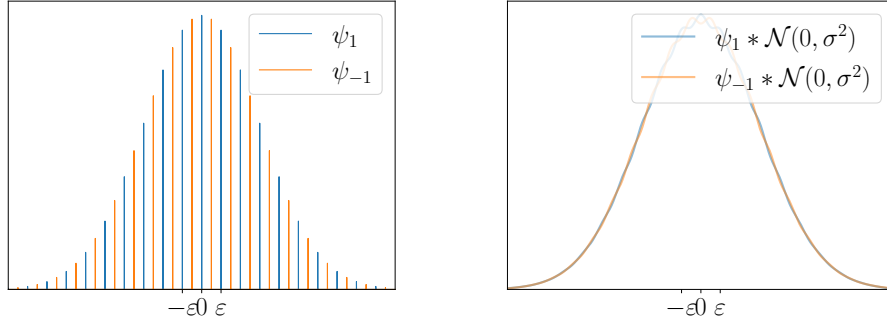 ψ₁
ψ₋₁
−ε0 ε
ψ₁ ∗ 𝒩(0, σ²)
ψ₋₁ ∗ 𝒩(0, σ²)
−ε0 ε